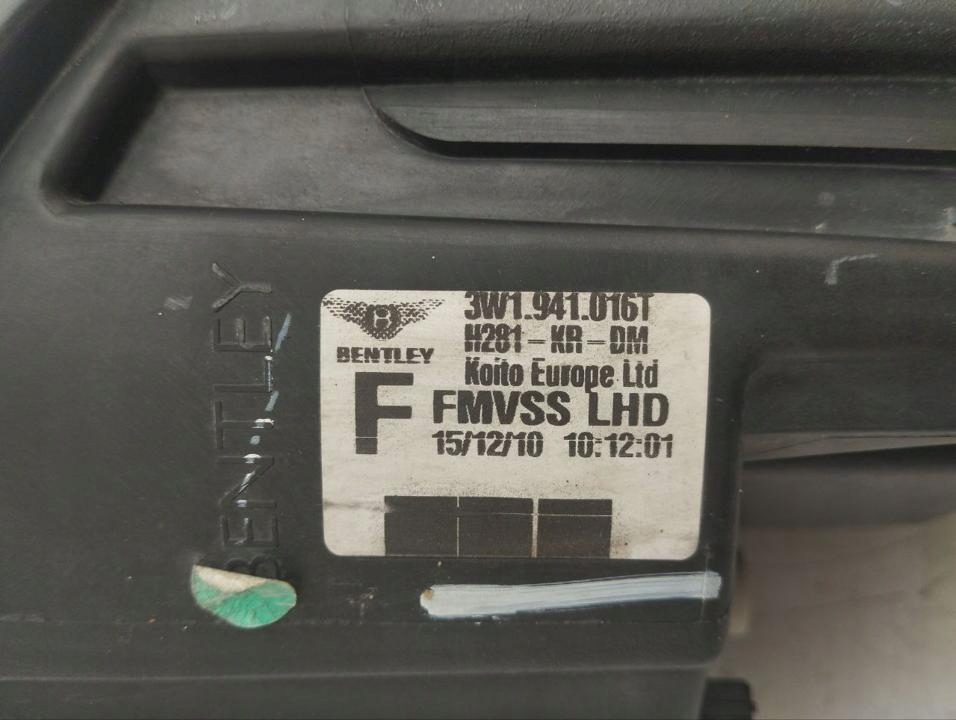 3W1.941.016T
H281-KR-DM
BENTLEY
Koito Europe Ltd
F
FMVSS LHD
15/12/10 10:12:01
BENTLEY